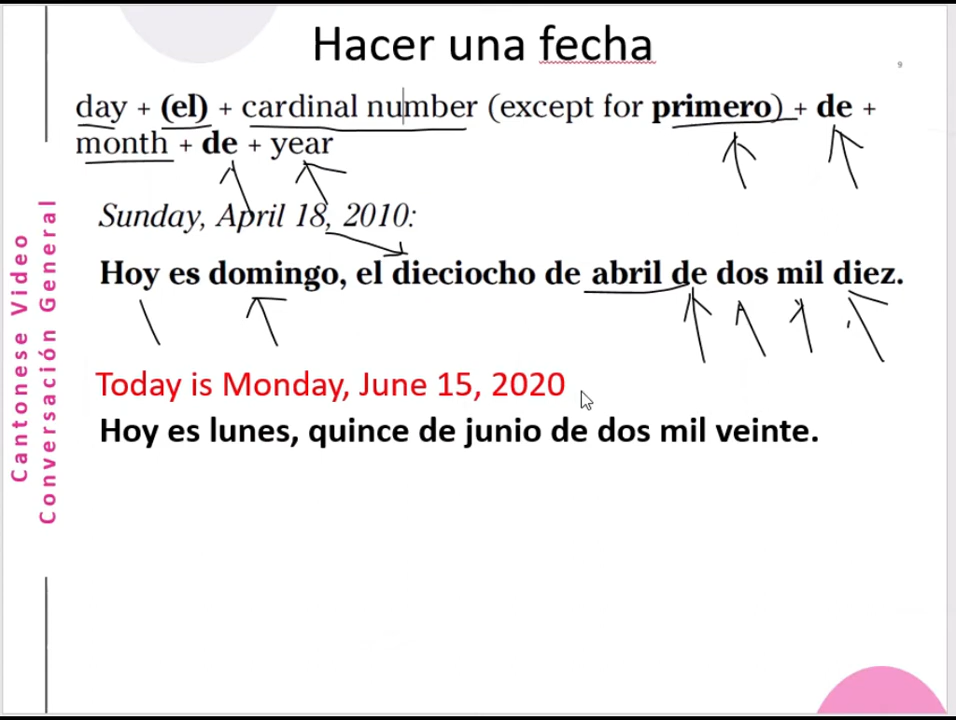 Hacer una fecha
9
day + (el) + cardinal number (except for primero) + de +
month + de + year
Sunday, April 18, 2010:
Hoy es domingo, el dieciocho de abril de dos mil diez.
Today is Monday, June 15, 2020
Hoy es lunes, quince de junio de dos mil veinte.
Cantonese Video
Conversación General